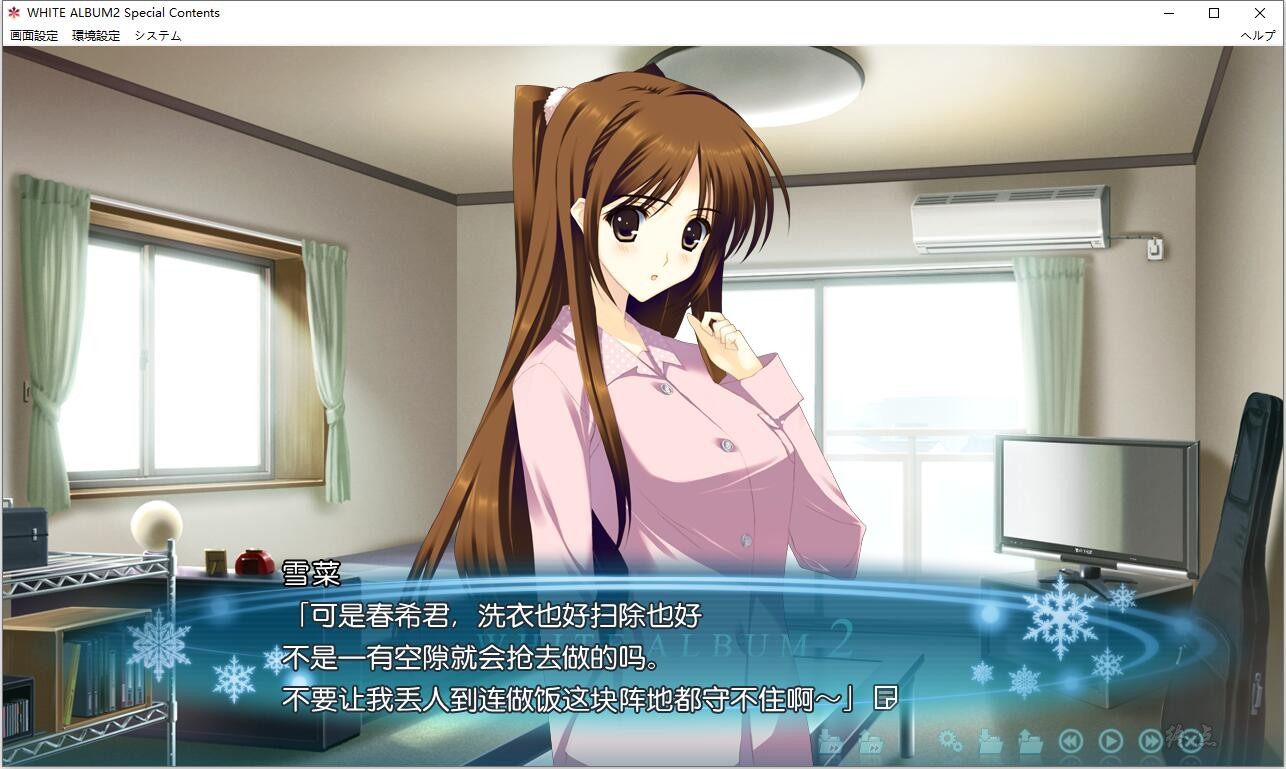 WHITE ALBUM2 Special Contents
画面設定 環境設定 システム ヘルプ
雪菜
「可是春希君，洗衣也好扫除也好
WHITE ALBUM 2
不是一有空隙就会抢去做的吗。
不要让我丢人到连做饭这块阵地都守不住啊～」
终点